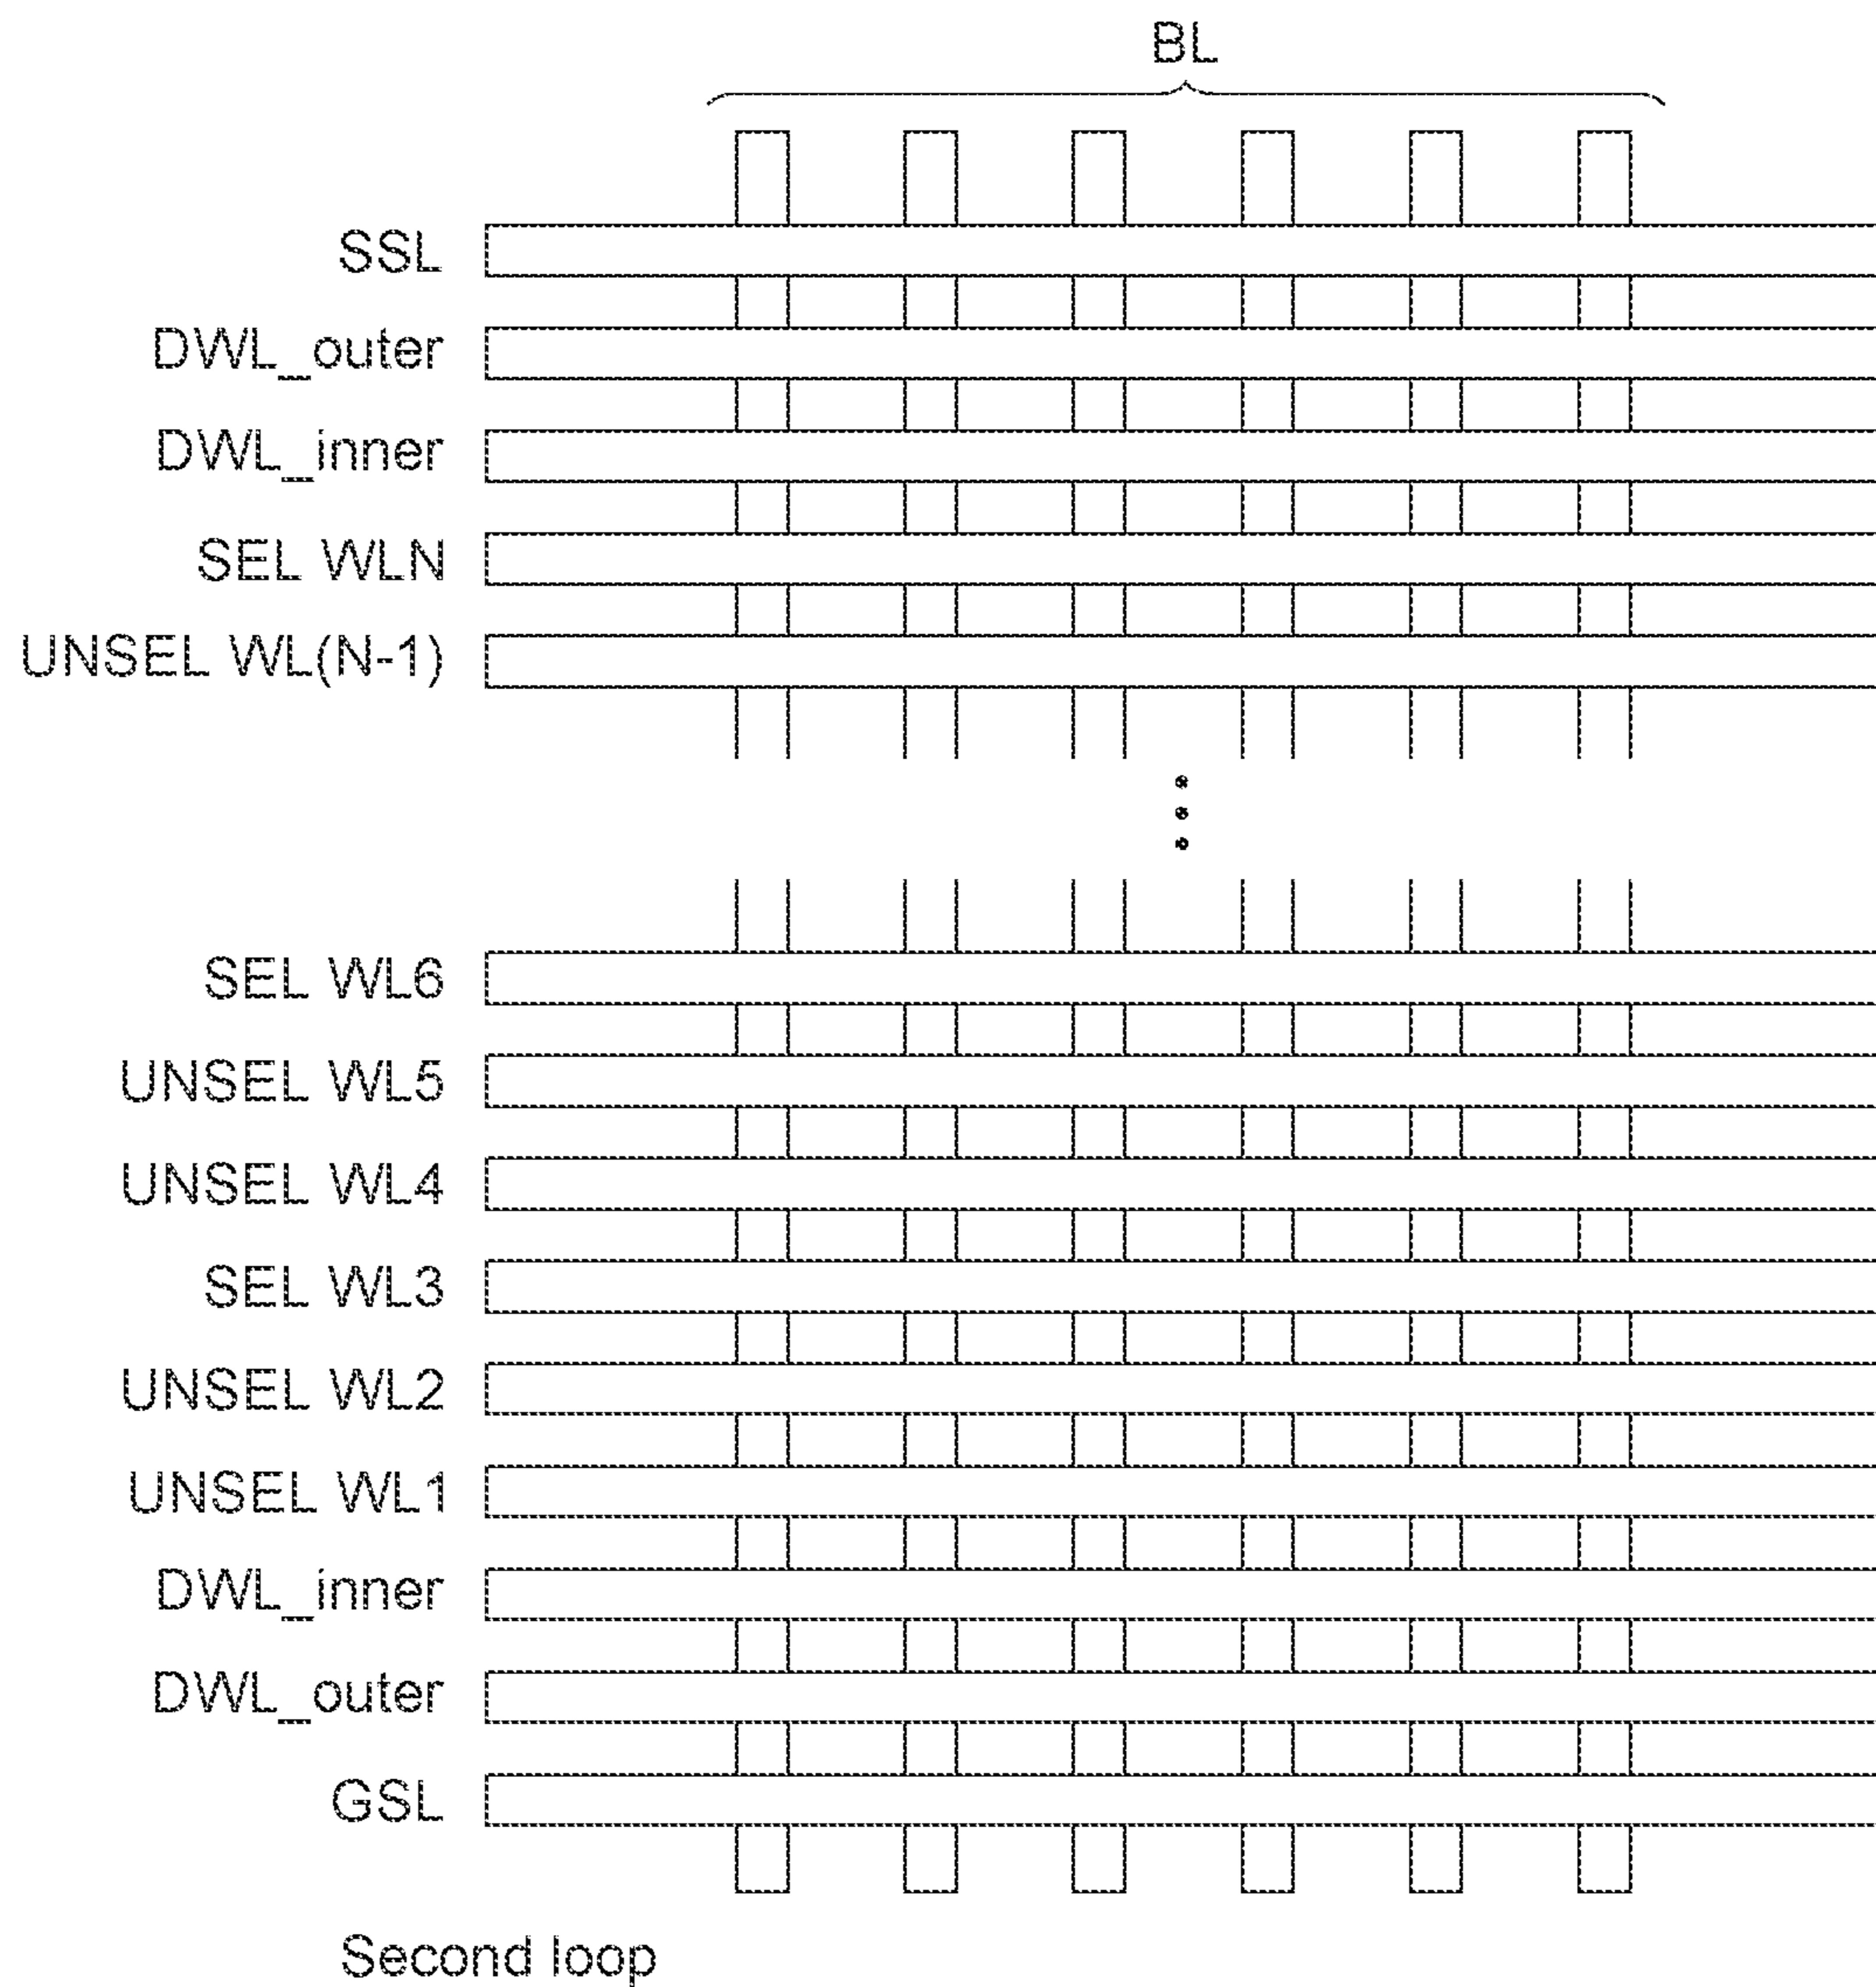 BL
SSL
DWL_outer
DWL_inner
SEL WLN
UNSEL WL(N-1)
SEL WL6
UNSEL WL5
UNSEL WL4
SEL WL3
UNSEL WL2
UNSEL WL1
DWL_inner
DWL_outer
GSL
Second loop